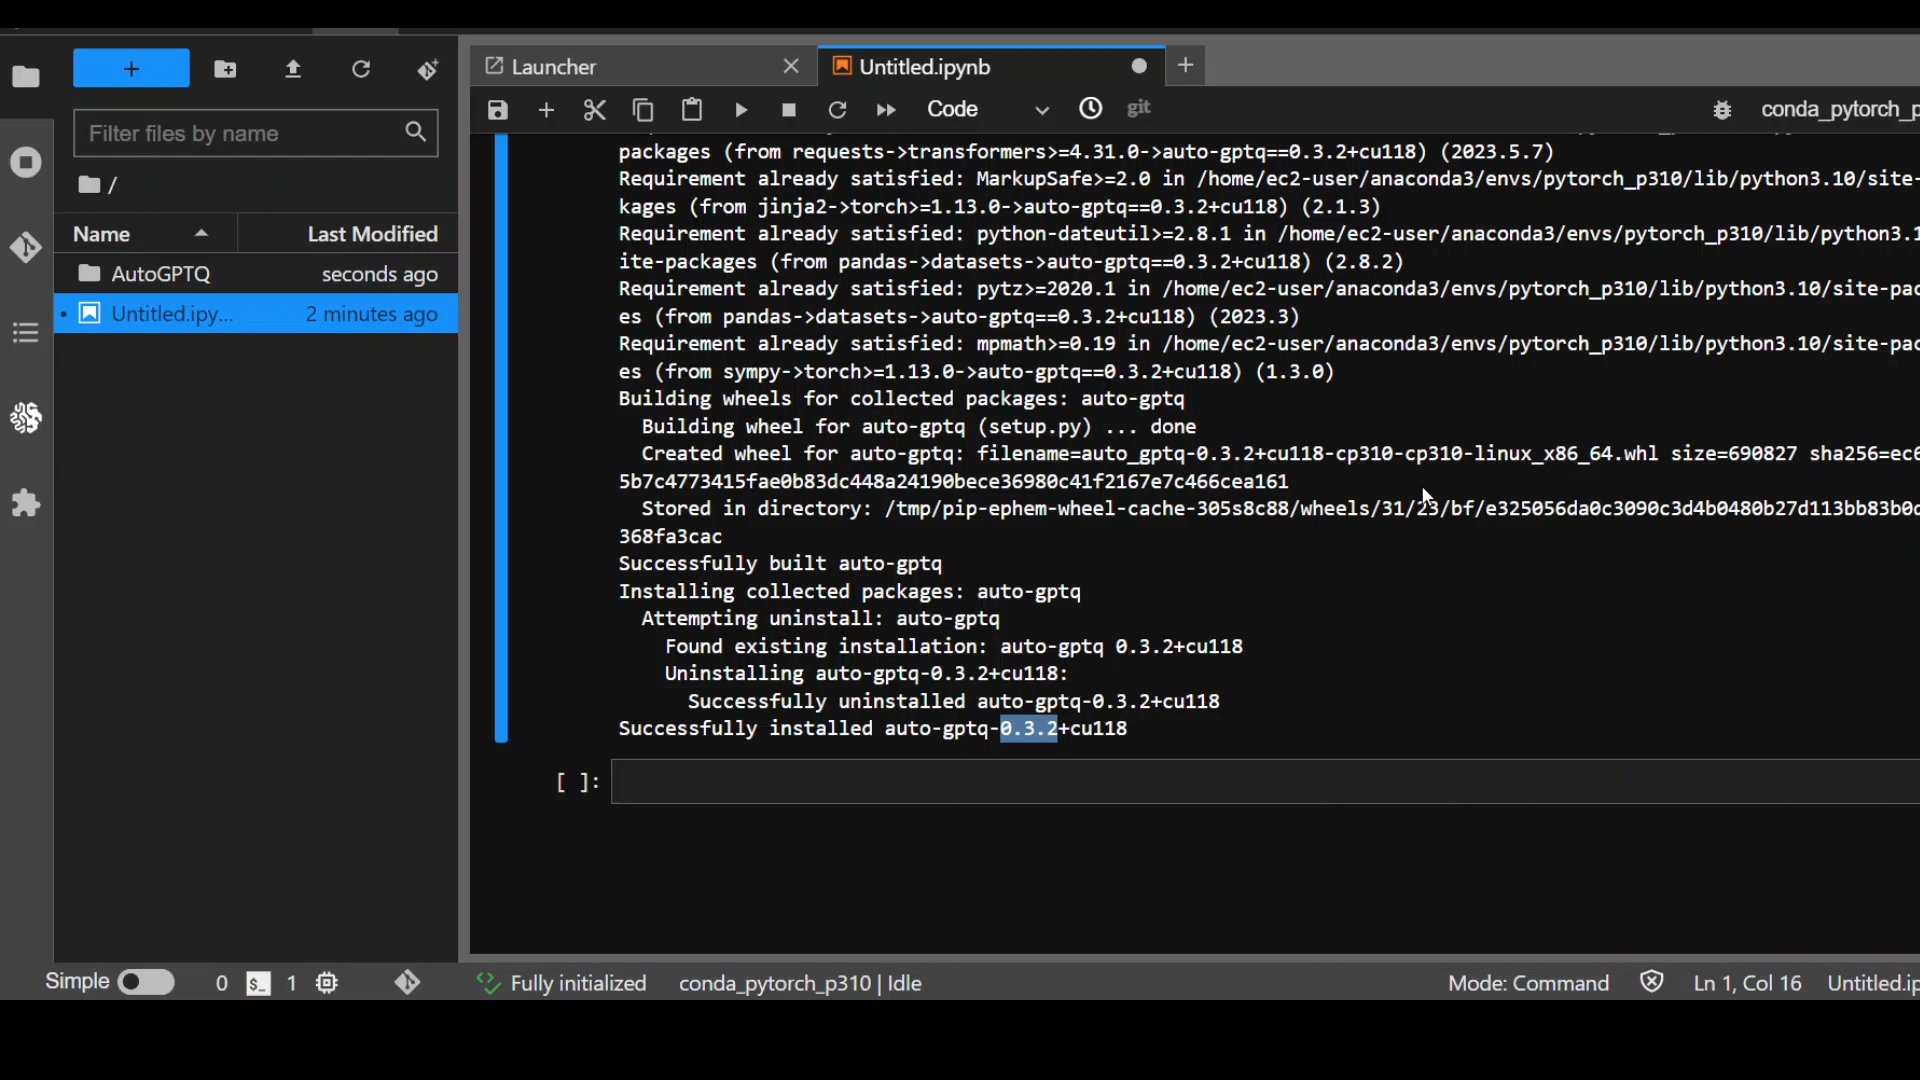 Launcher
Untitled.ipynb
Code
git
conda_pytorch_p
Filter files by name
/
Name
Last Modified
AutoGPTQ
seconds ago
Untitled.ipy...
2 minutes ago
packages (from requests->transformers>=4.31.0->auto-gptq==0.3.2+cu118) (2023.5.7)
Requirement already satisfied: MarkupSafe>=2.0 in /home/ec2-user/anaconda3/envs/pytorch_p310/lib/python3.10/site-
kages (from jinja2->torch>=1.13.0->auto-gptq==0.3.2+cu118) (2.1.3)
Requirement already satisfied: python-dateutil>=2.8.1 in /home/ec2-user/anaconda3/envs/pytorch_p310/lib/python3.1
ite-packages (from pandas->datasets->auto-gptq==0.3.2+cu118) (2.8.2)
Requirement already satisfied: pytz>=2020.1 in /home/ec2-user/anaconda3/envs/pytorch_p310/lib/python3.10/site-pac
es (from pandas->datasets->auto-gptq==0.3.2+cu118) (2023.3)
Requirement already satisfied: mpmath>=0.19 in /home/ec2-user/anaconda3/envs/pytorch_p310/lib/python3.10/site-pac
es (from sympy->torch>=1.13.0->auto-gptq==0.3.2+cu118) (1.3.0)
Building wheels for collected packages: auto-gptq
Building wheel for auto-gptq (setup.py) ... done
Created wheel for auto-gptq: filename=auto_gptq-0.3.2+cu118-cp310-cp310-linux_x86_64.whl size=690827 sha256=ec6
5b7c4773415fae0b83dc448a24190bece36980c41f2167e7c466cea161
Stored in directory: /tmp/pip-ephem-wheel-cache-305s8c88/wheels/31/23/bf/e325056da0c3090c3d4b0480b27d113bb83b0c
368fa3cac
Successfully built auto-gptq
Installing collected packages: auto-gptq
Attempting uninstall: auto-gptq
Found existing installation: auto-gptq 0.3.2+cu118
Uninstalling auto-gptq-0.3.2+cu118:
Successfully uninstalled auto-gptq-0.3.2+cu118
Successfully installed auto-gptq-0.3.2+cu118
[ ]:
Simple
0
$_
1
Fully initialized
conda_pytorch_p310 | Idle
Mode: Command
Ln 1, Col 16
Untitled.ip